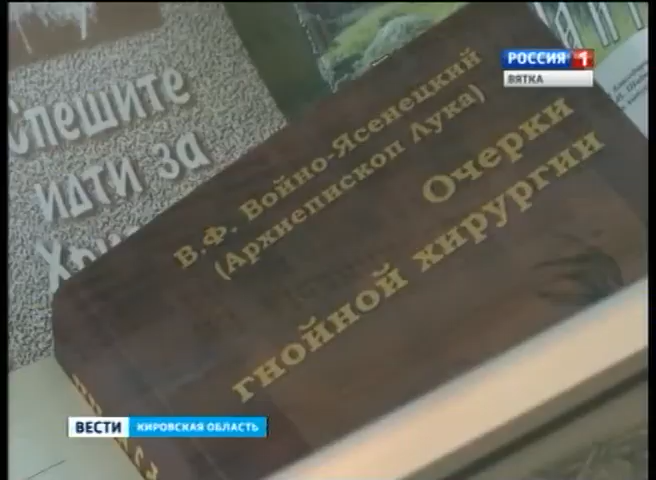 Спешите
идти за
РОССИЯ 1
ВЯТКА
В.Ф. Войно-Ясенецкий
(Архиепископ Лука)
Очерки
гнойной хирургии
ВЕСТИ КИРОВСКАЯ ОБЛАСТЬ